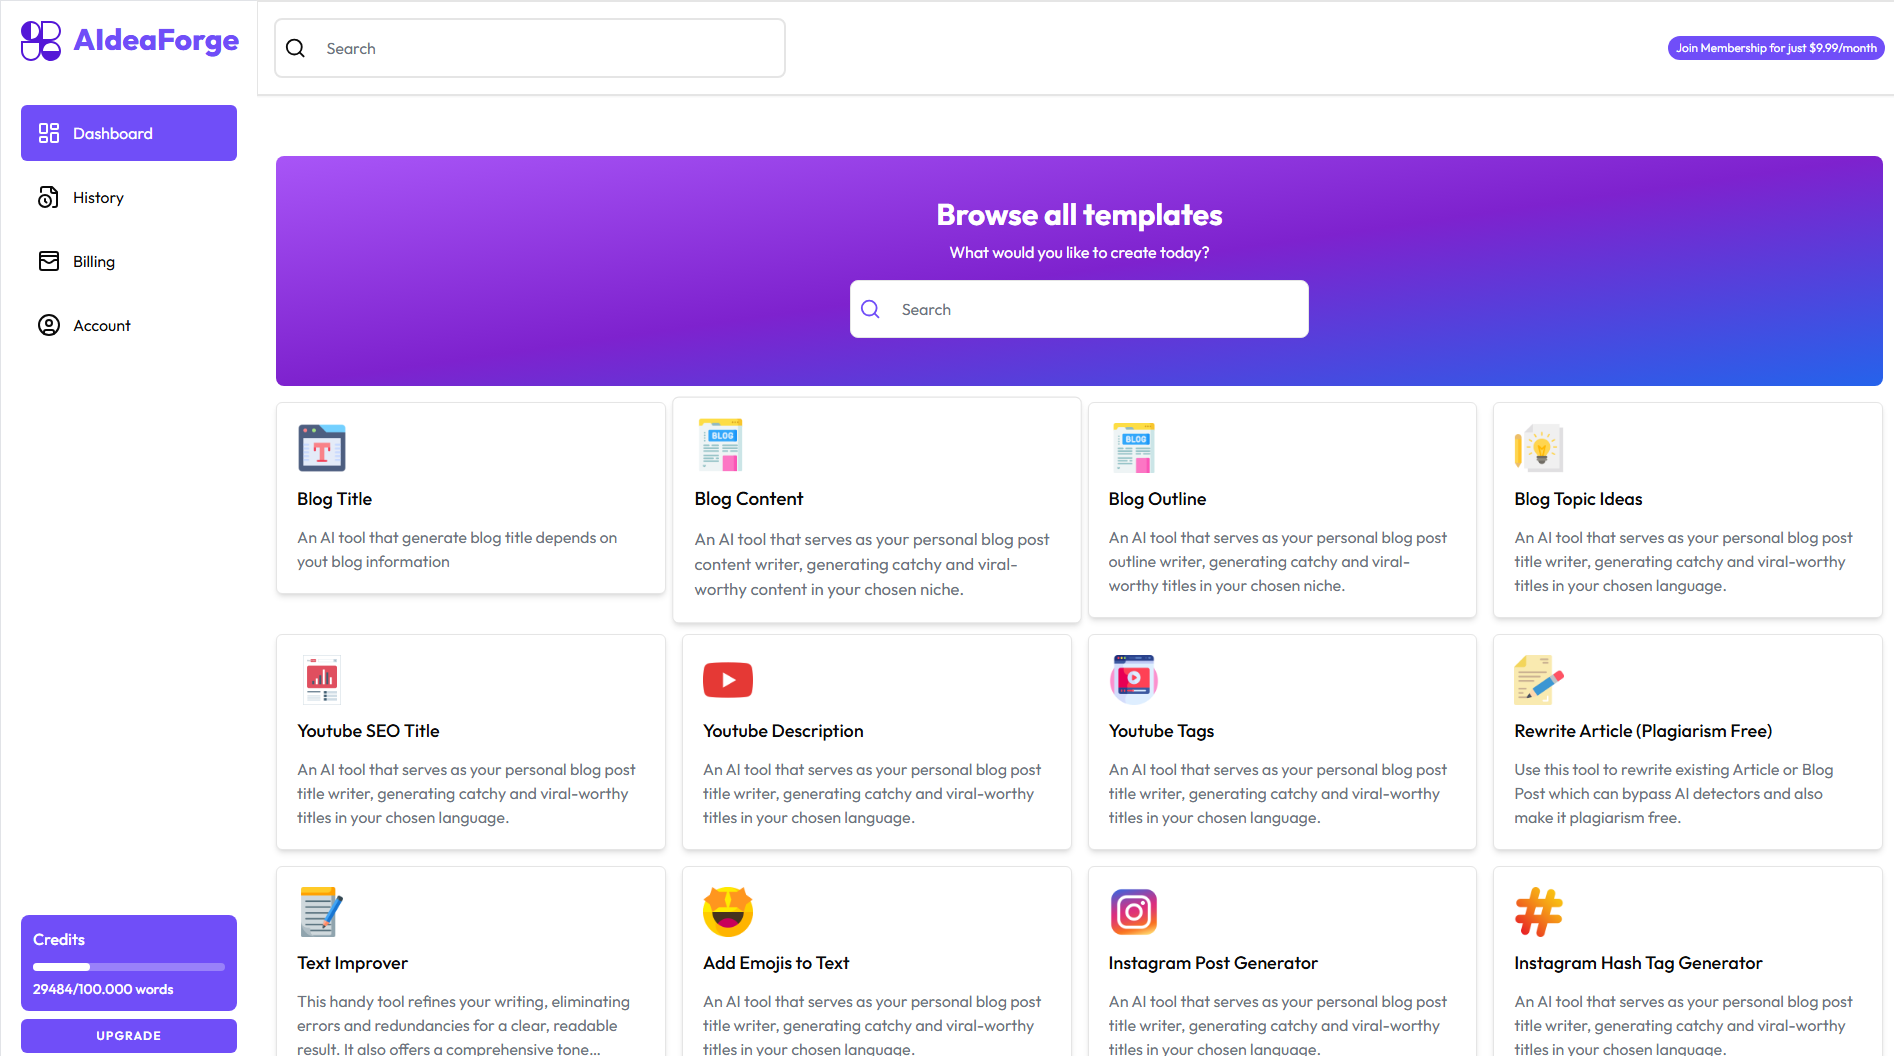 AIdeaForge
Search
Join Membership for just $9.99/month
Dashboard
History
Billing
Account
Credits
29484/100.000 words
UPGRADE
Browse all templates
What would you like to create today?
Search
T
Blog Title
An AI tool that generate blog title depends on
yout blog information
BLOG
Blog Content
An AI tool that serves as your personal blog post
content writer, generating catchy and viral-
worthy content in your chosen niche.
BLOG
Blog Outline
An AI tool that serves as your personal blog post
outline writer, generating catchy and viral-
worthy titles in your chosen niche.
Blog Topic Ideas
An AI tool that serves as your personal blog post
title writer, generating catchy and viral-worthy
titles in your chosen language.
Youtube SEO Title
An AI tool that serves as your personal blog post
title writer, generating catchy and viral-worthy
titles in your chosen language.
Youtube Description
An AI tool that serves as your personal blog post
title writer, generating catchy and viral-worthy
titles in your chosen language.
Youtube Tags
An AI tool that serves as your personal blog post
title writer, generating catchy and viral-worthy
titles in your chosen language.
Rewrite Article (Plagiarism Free)
Use this tool to rewrite existing Article or Blog
Post which can bypass AI detectors and also
make it plagiarism free.
Text Improver
This handy tool refines your writing, eliminating
errors and redundancies for a clear, readable
result. It also offers a comprehensive tone...
Add Emojis to Text
An AI tool that serves as your personal blog post
title writer, generating catchy and viral-worthy
titles in your chosen language.
Instagram Post Generator
An AI tool that serves as your personal blog post
title writer, generating catchy and viral-worthy
titles in your chosen language.
#
Instagram Hash Tag Generator
An AI tool that serves as your personal blog post
title writer, generating catchy and viral-worthy
titles in your chosen language.